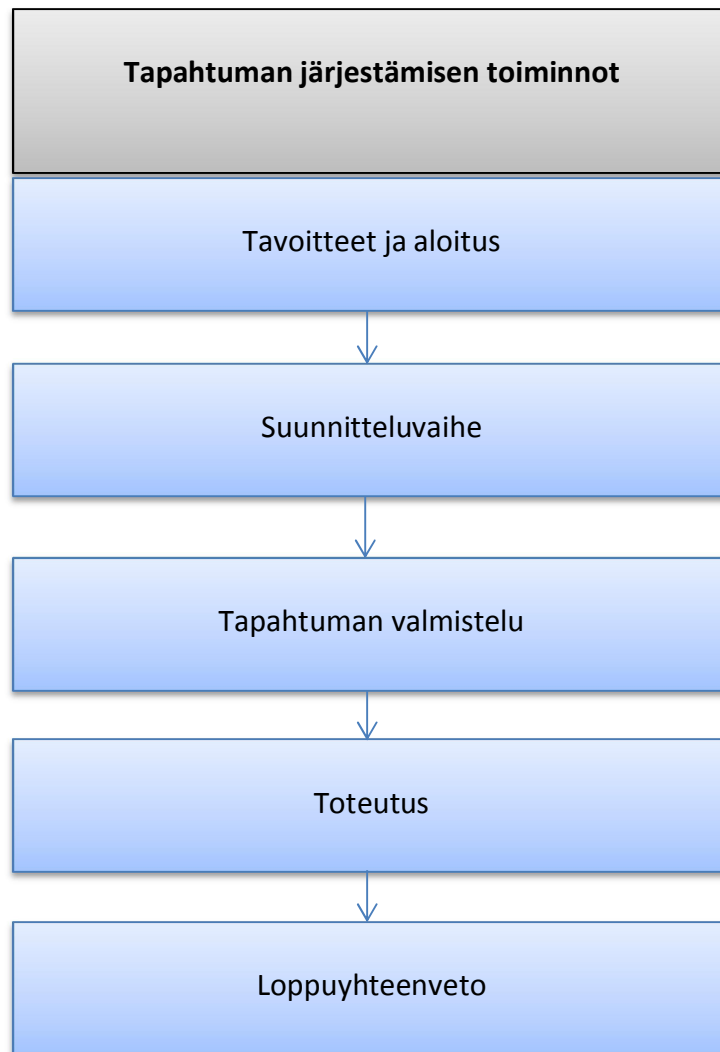 Tapahtuman järjestämisen toiminnot
Tavoitteet ja aloitus
Suunnitteluvaihe
Tapahtuman valmistelu
Toteutus
Loppuyhteenveto